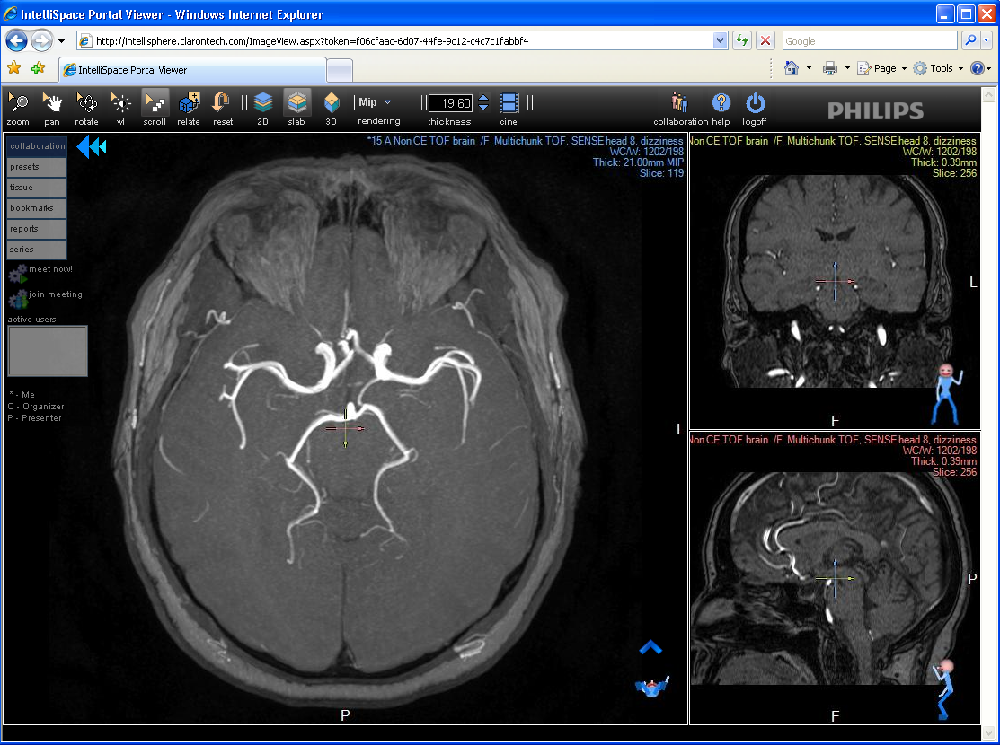 IntelliSpace Portal Viewer - Windows Internet Explorer
http://intellisphere.clarontech.com/ImageView.aspx?token=f06cfaac-6d07-44fe-9c12-c4c7c1fabbf4
Google
IntelliSpace Portal Viewer
Page
Tools
zoom pan rotate wl scroll relate reset 2D slab 3D
Mip
rendering
19.60
thickness
cine
collaboration help logoff
PHILIPS
collaboration
presets
tissue
bookmarks
reports
series
meet now!
join meeting
active users
* - Me
O - Organizer
P - Presenter
*15 A Non CE TOF brain /F Multichunk TOF, SENSE head 8, dizziness
WC/W: 1202/198
Thick: 21.00mm MIP
Slice: 119
L
P
Non CE TOF brain /F Multichunk TOF, SENSE head 8, dizziness
WC/W: 1202/198
Thick: 0.39mm
Slice: 256
L
F
Non CE TOF brain /F Multichunk TOF, SENSE head 8, dizziness
WC/W: 1202/198
Thick: 0.39mm
Slice: 256
P
F